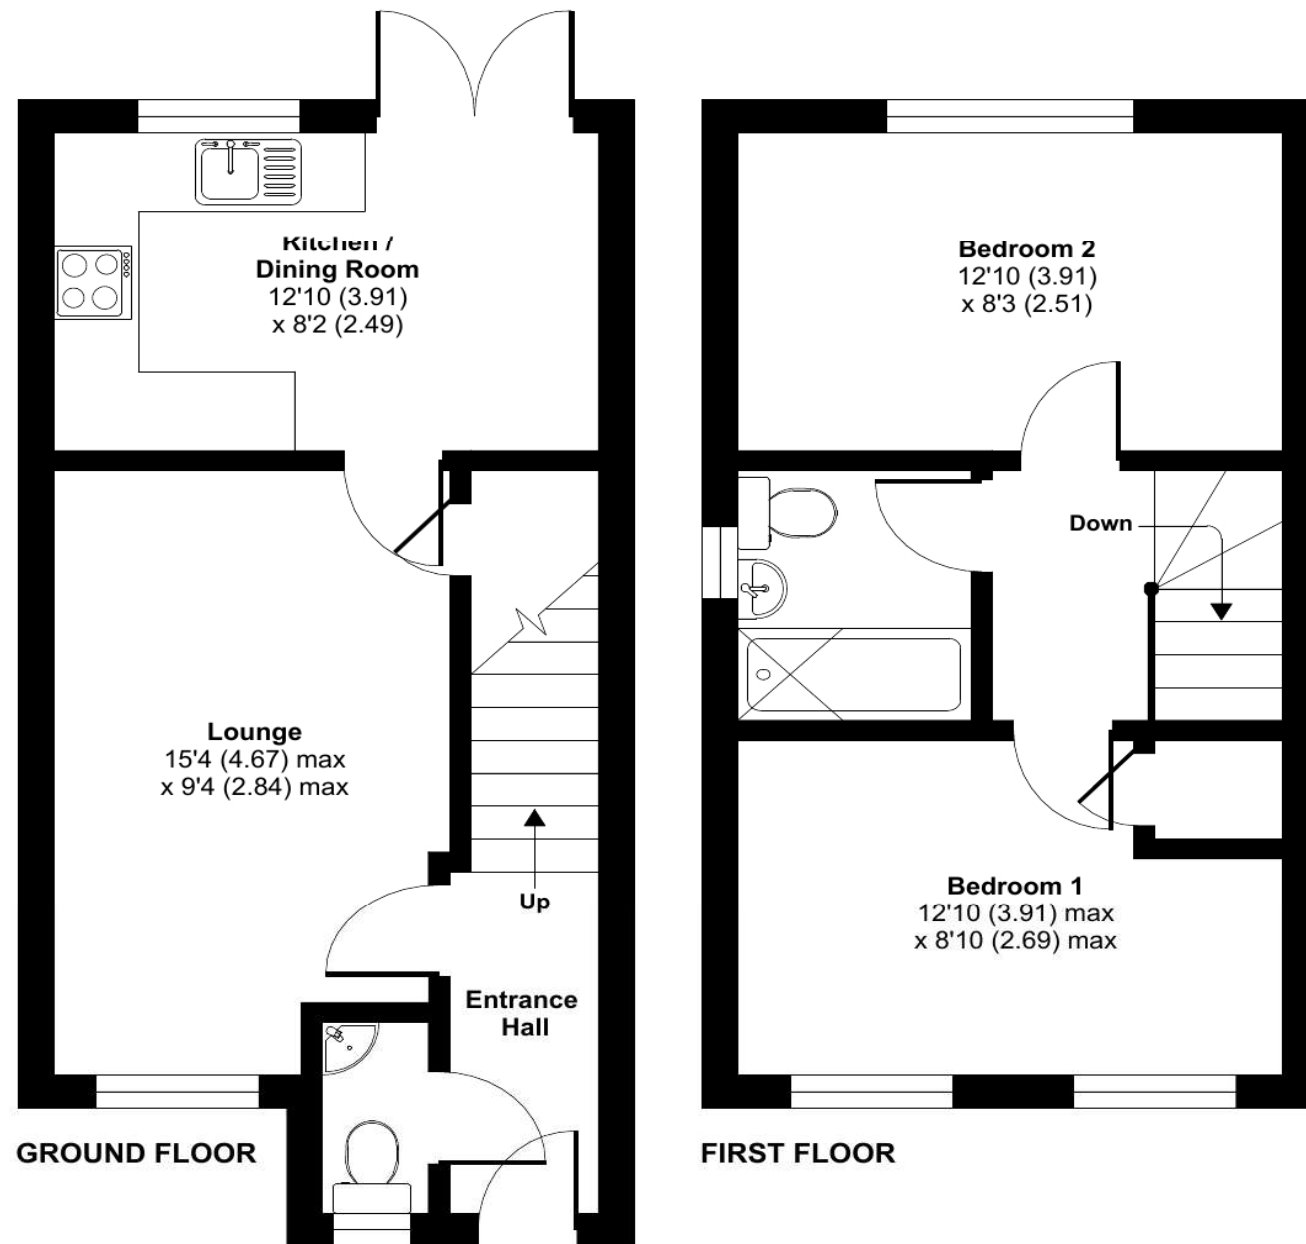 Kitchen /
Dining Room
12'10 (3.91)
x 8'2 (2.49)
Lounge
15'4 (4.67) max
x 9'4 (2.84) max
Up
Entrance
Hall
GROUND FLOOR
Bedroom 2
12'10 (3.91)
x 8'3 (2.51)
Down
Bedroom 1
12'10 (3.91) max
x 8'10 (2.69) max
FIRST FLOOR